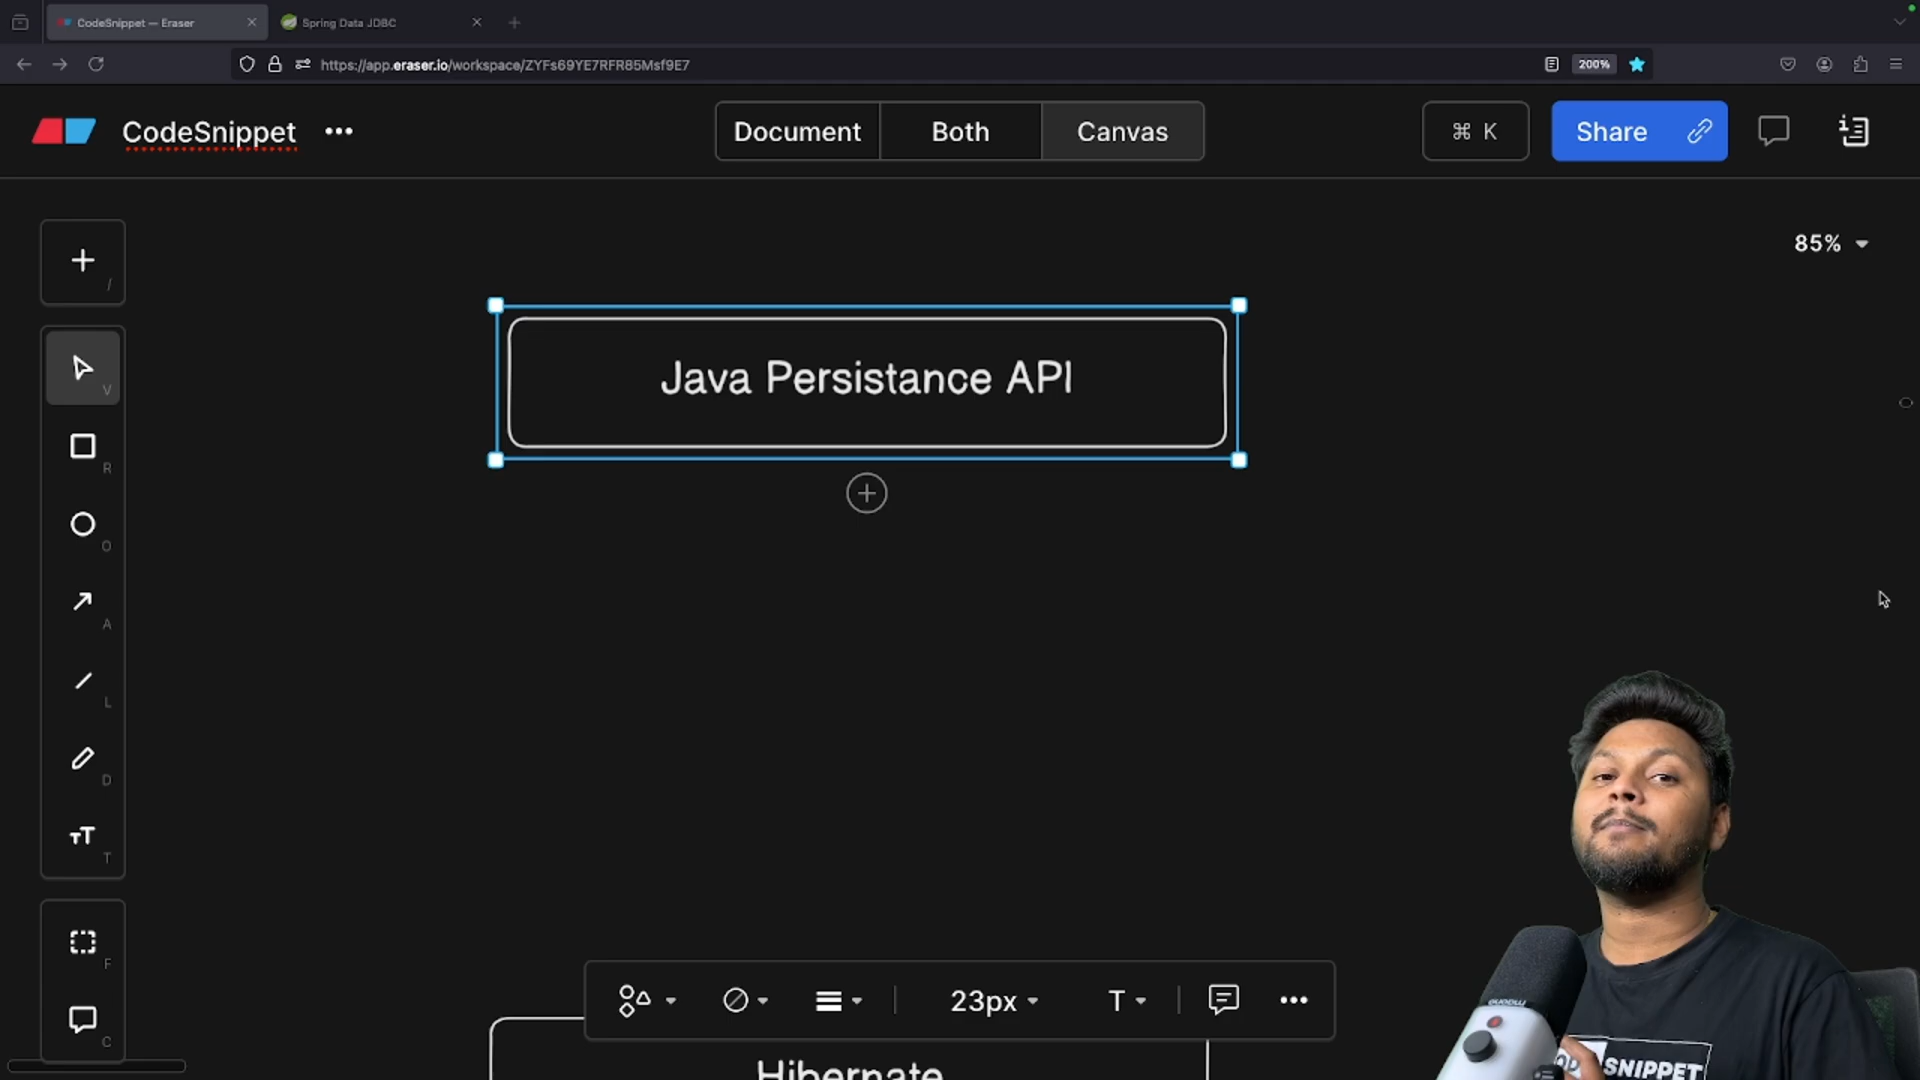 CodeSnippet — Eraser
Spring Data JDBC
https://app.eraser.io/workspace/ZYFs69YE7RFR85Msf9E7
200%
CodeSnippet
Document
Both
Canvas
⌘ K
Share
85%
/
V
R
O
A
L
D
T
F
C
Java Persistance API
23px
T
Hibernate
SNIPPET